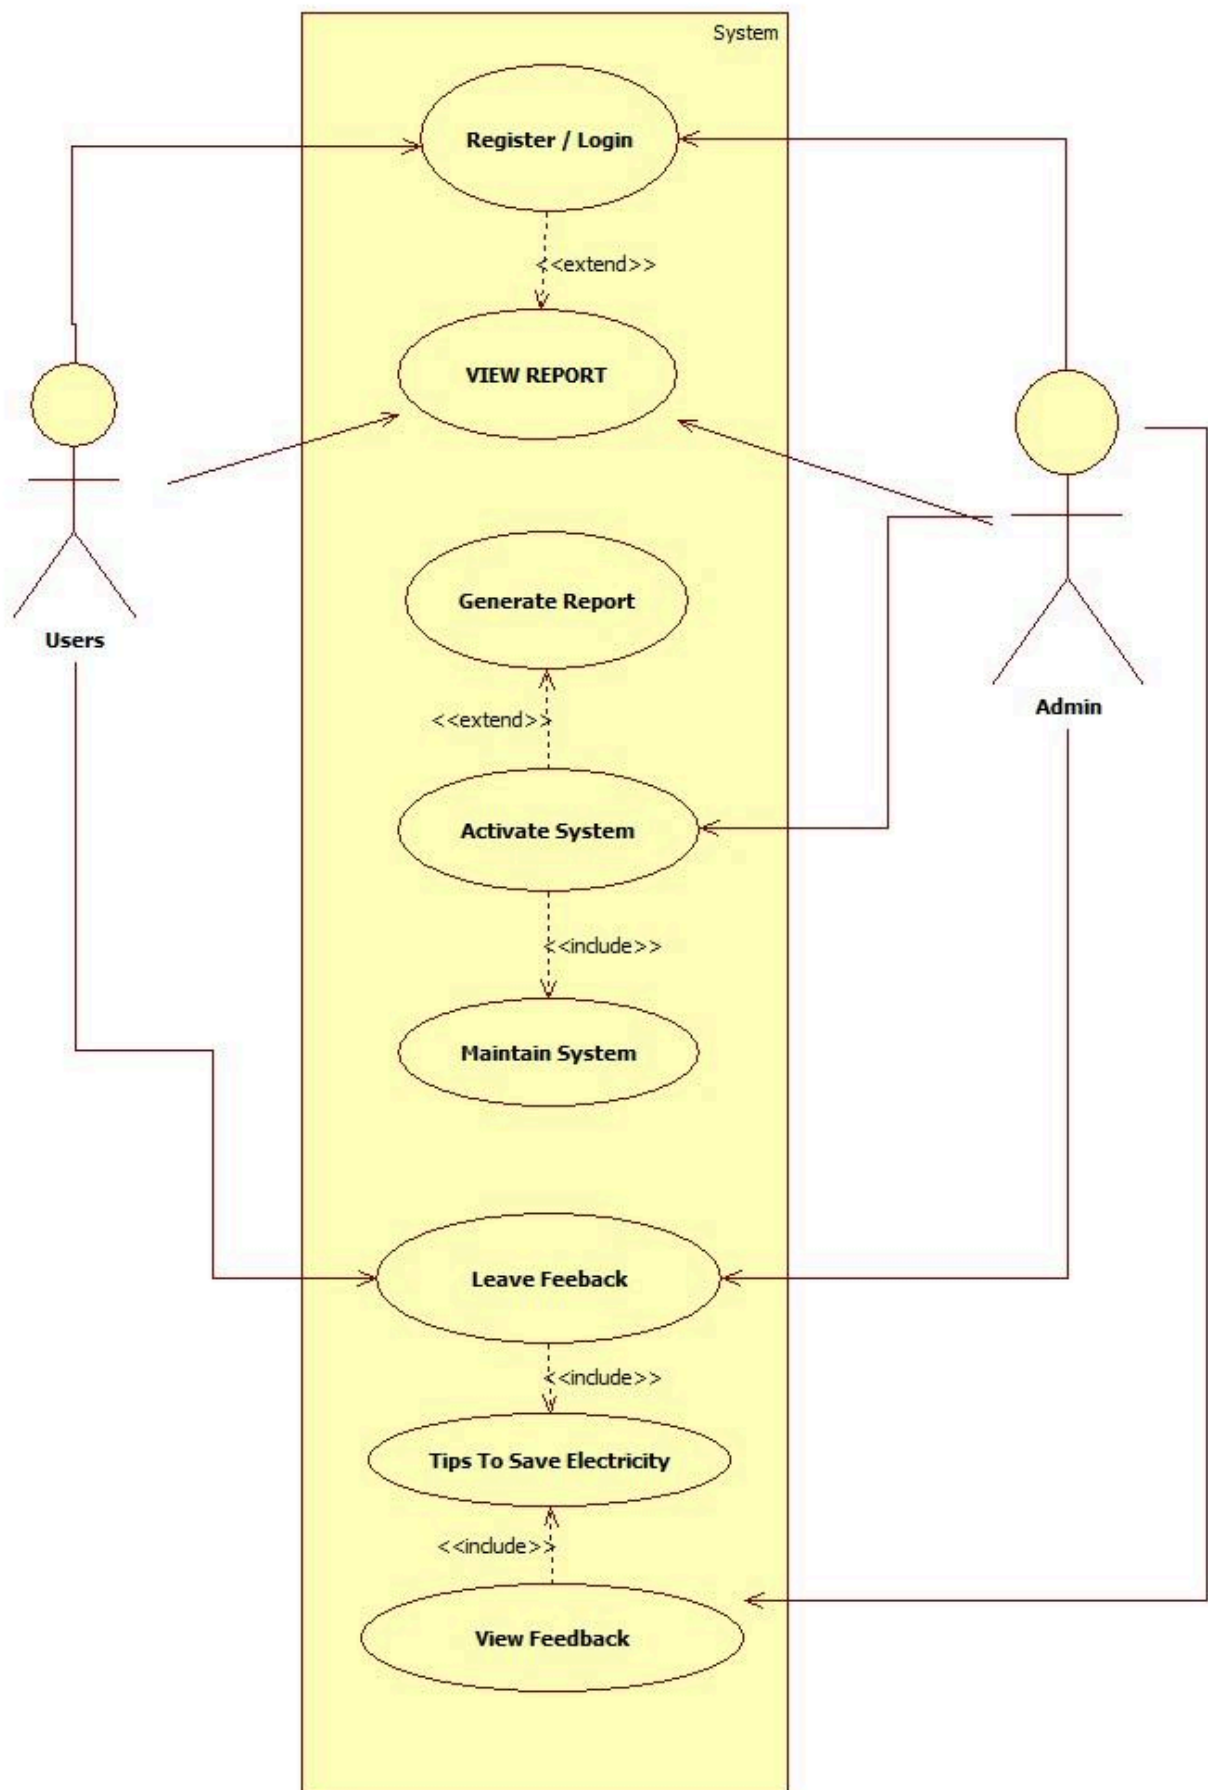 System
Register / Login
<<extend>>
VIEW REPORT
Generate Report
Users
Admin
<<extend>>
Activate System
<<include>>
Maintain System
Leave Feeback
<<include>>
Tips To Save Electricity
<<include>>
View Feedback